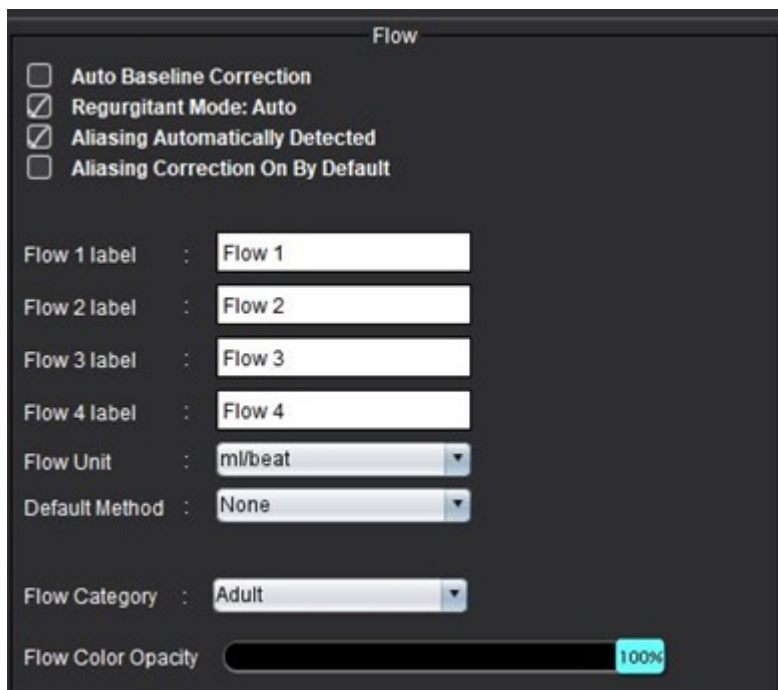 Flow
Auto Baseline Correction
Regurgitant Mode: Auto
Aliasing Automatically Detected
Aliasing Correction On By Default
Flow 1 label : Flow 1
Flow 2 label : Flow 2
Flow 3 label : Flow 3
Flow 4 label : Flow 4
Flow Unit : ml/beat
Default Method : None
Flow Category : Adult
Flow Color Opacity 100%